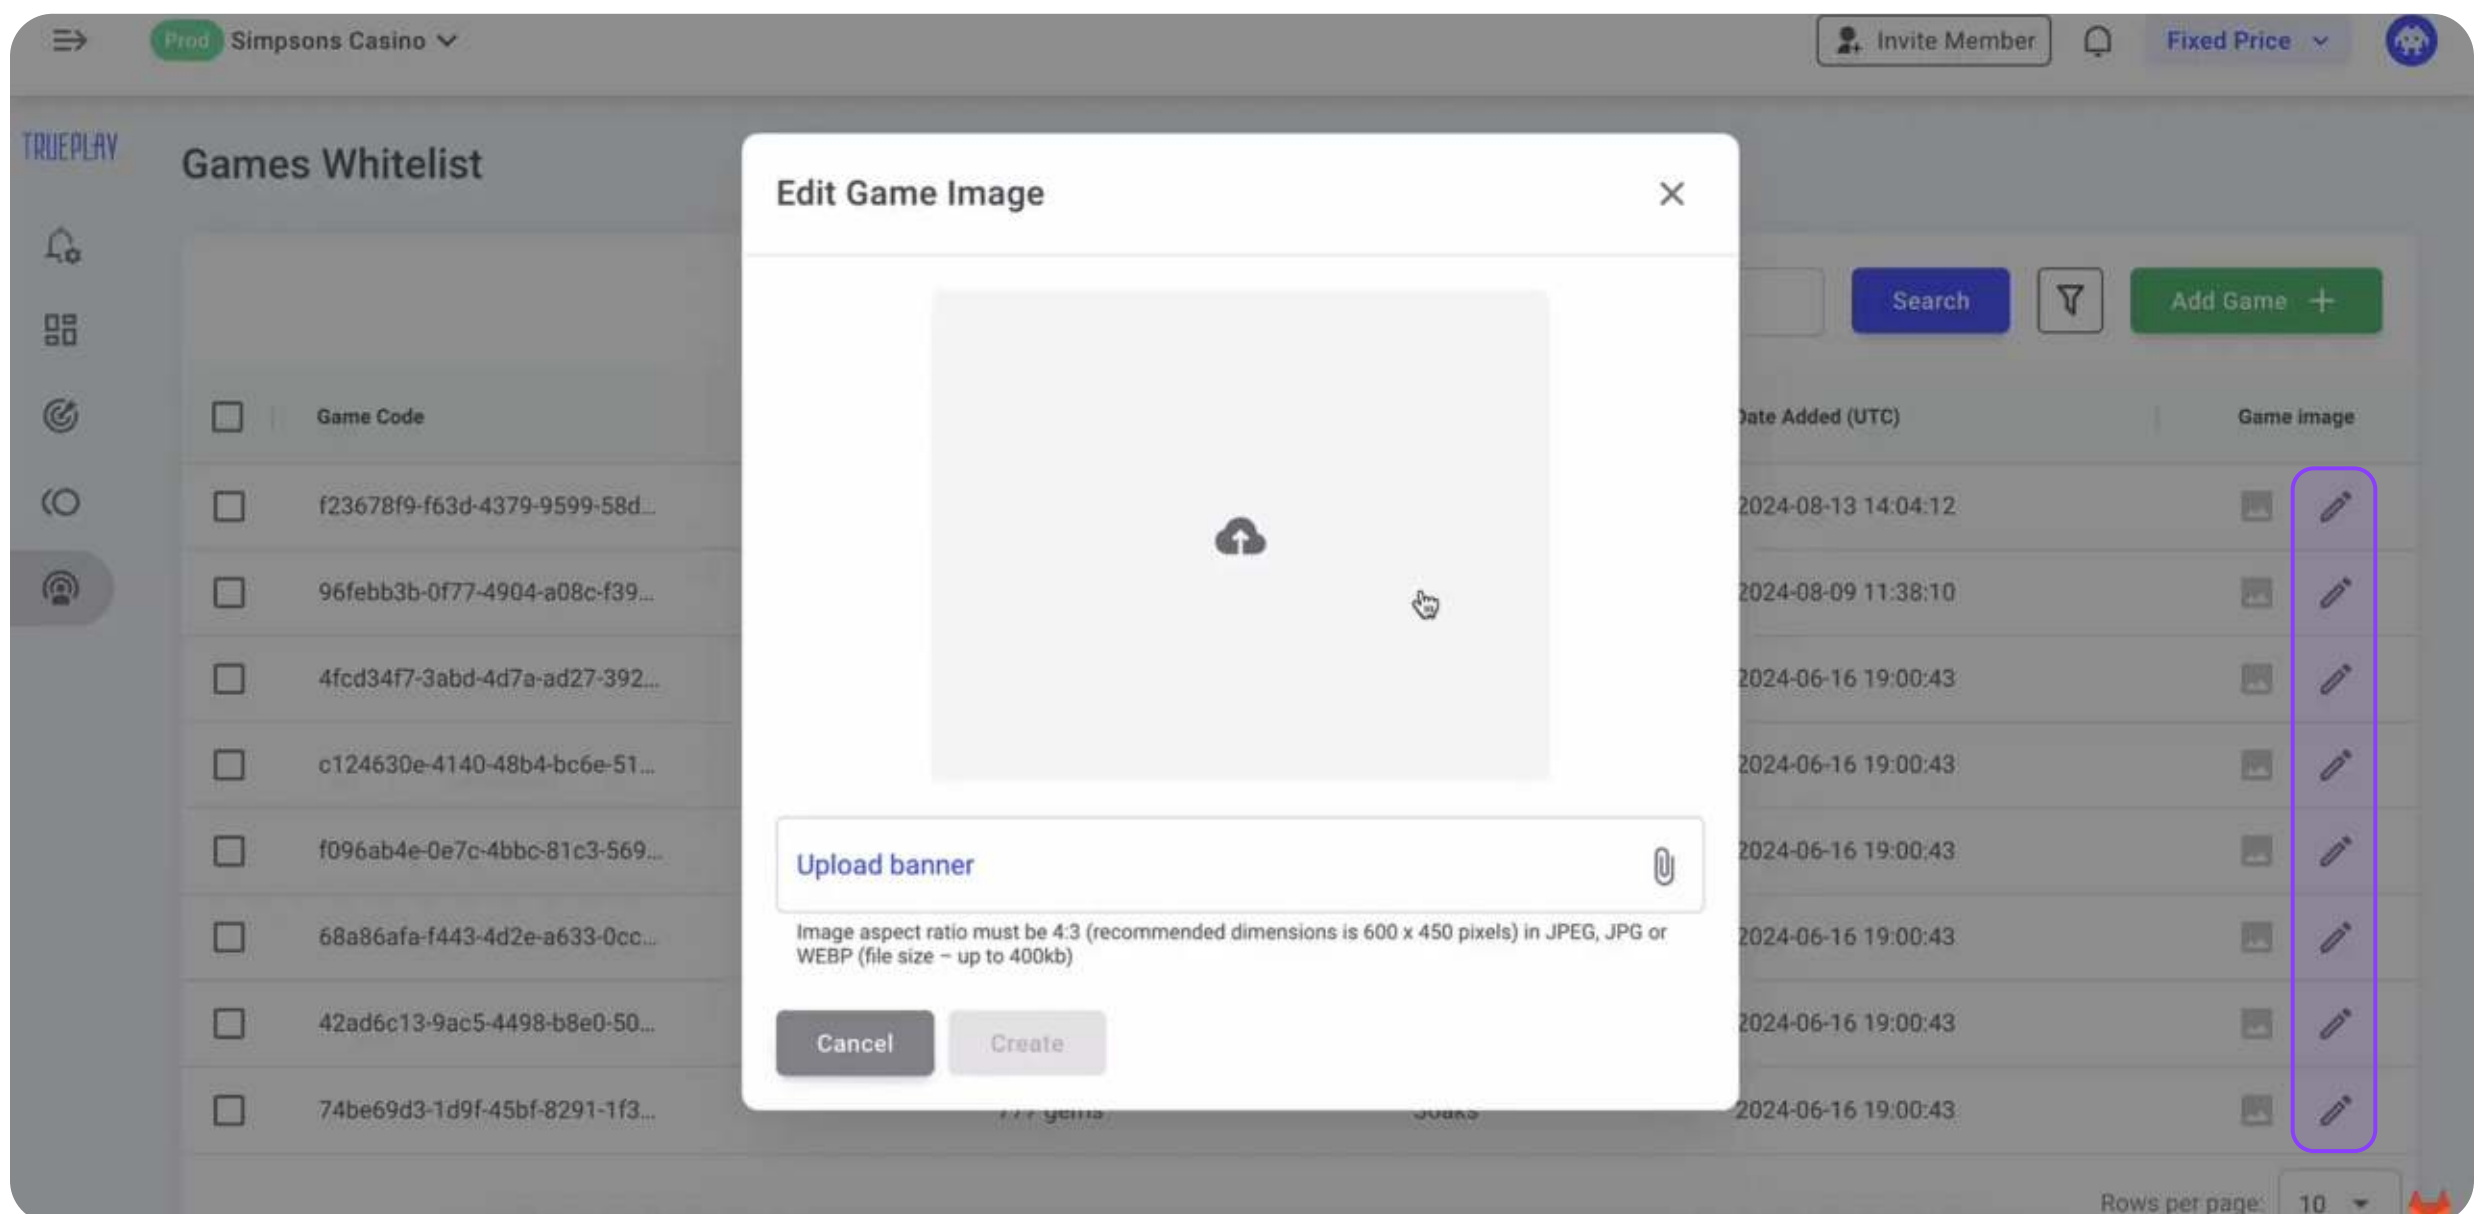 Prod Simpsons Casino
Invite Member
Fixed Price
TRUEPLAY
Games Whitelist
Edit Game Image
Search
Add Game
Game Code
Date Added (UTC)
Game image
f23678f9-f63d-4379-9599-58d...
2024-08-13 14:04:12
96febb3b-0f77-4904-a08c-f39...
2024-08-09 11:38:10
4fcd34f7-3abd-4d7a-ad27-392...
2024-06-16 19:00:43
c124630e-4140-48b4-bc6e-51...
2024-06-16 19:00:43
f096ab4e-0e7c-4bbc-81c3-569...
2024-06-16 19:00:43
Upload banner
Image aspect ratio must be 4:3 (recommended dimensions is 600 x 450 pixels) in JPEG, JPG or
WEBP (file size – up to 400kb)
68a86afa-f443-4d2e-a633-0cc...
2024-06-16 19:00:43
42ad6c13-9ac5-4498-b8e0-50...
2024-06-16 19:00:43
Cancel
Create
74be69d3-1d9f-45bf-8291-1f3...
777 gems
3oaks
2024-06-16 19:00:43
Rows per page:
10